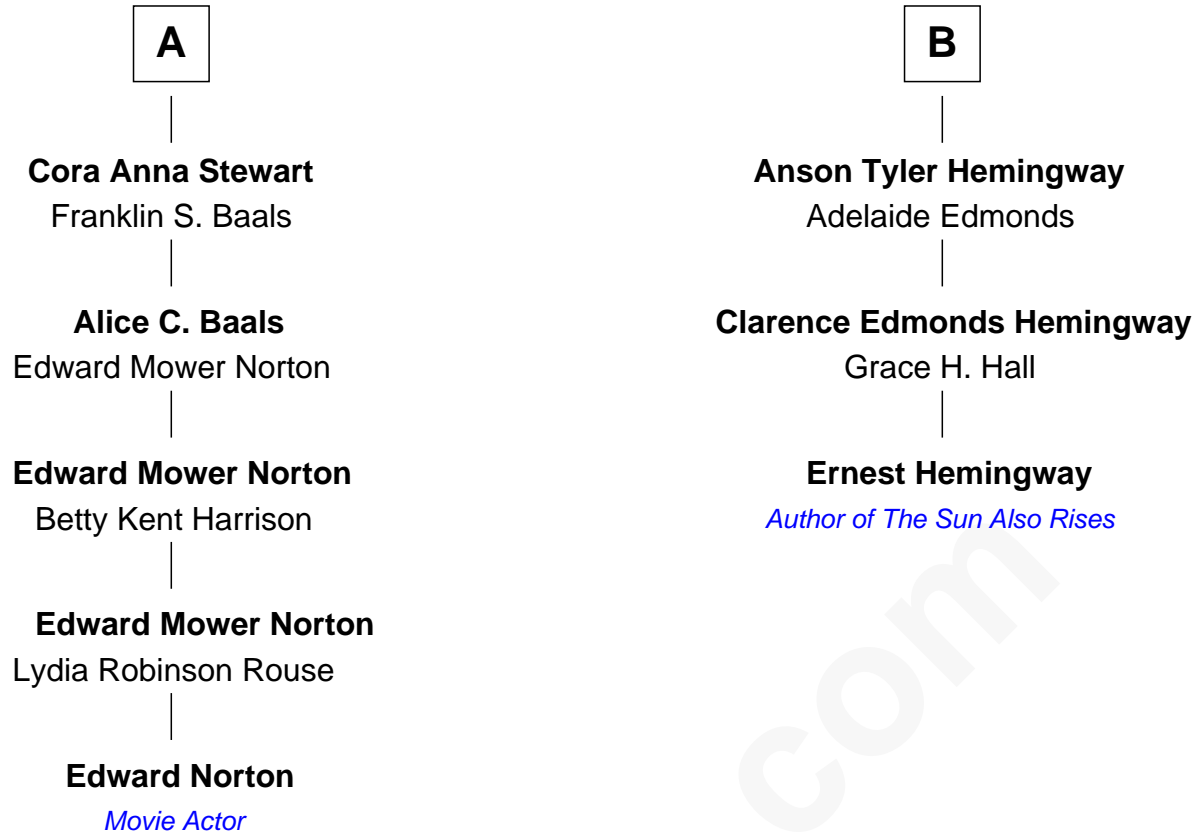 A
Cora Anna Stewart
Franklin S. Baals
Alice C. Baals
Edward Mower Norton
Edward Mower Norton
Betty Kent Harrison
Edward Mower Norton
Lydia Robinson Rouse
Edward Norton
Movie Actor
B
Anson Tyler Hemingway
Adelaide Edmonds
Clarence Edmonds Hemingway
Grace H. Hall
Ernest Hemingway
Author of The Sun Also Rises
com